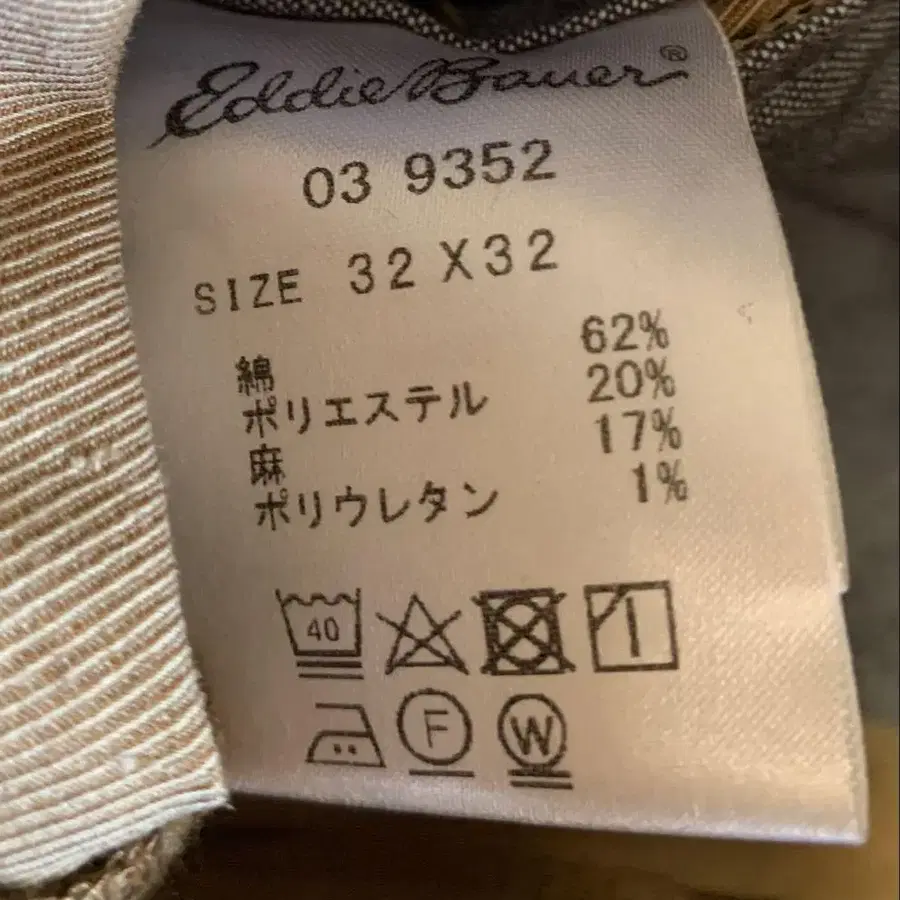 Eddie Bauer®
03 9352
SIZE 32 X 32
綿 62%
ポリエステル 20%
麻 17%
ポリウレタン 1%
40
F W